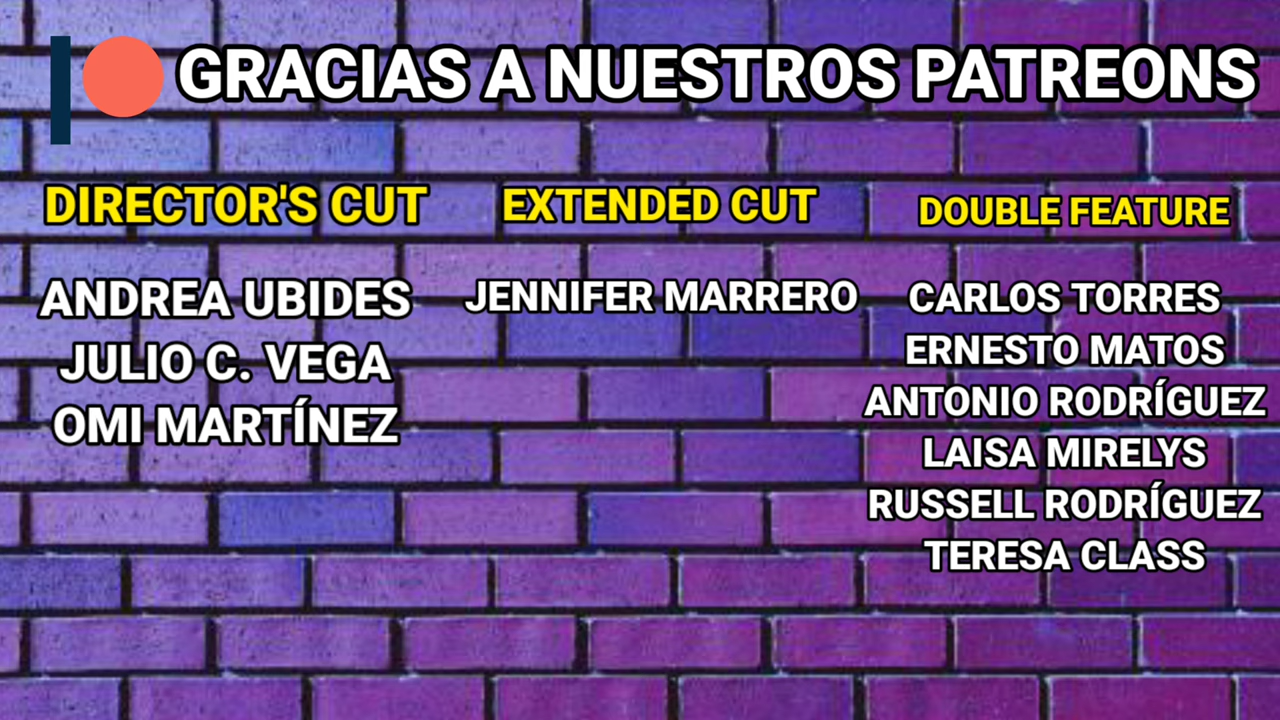 GRACIAS A NUESTROS PATREONS
DIRECTOR'S CUT
ANDREA UBIDES
JULIO C. VEGA
OMI MARTÍNEZ
EXTENDED CUT
JENNIFER MARRERO
DOUBLE FEATURE
CARLOS TORRES
ERNESTO MATOS
ANTONIO RODRÍGUEZ
LAISA MIRELYS
RUSSELL RODRÍGUEZ
TERESA CLASS